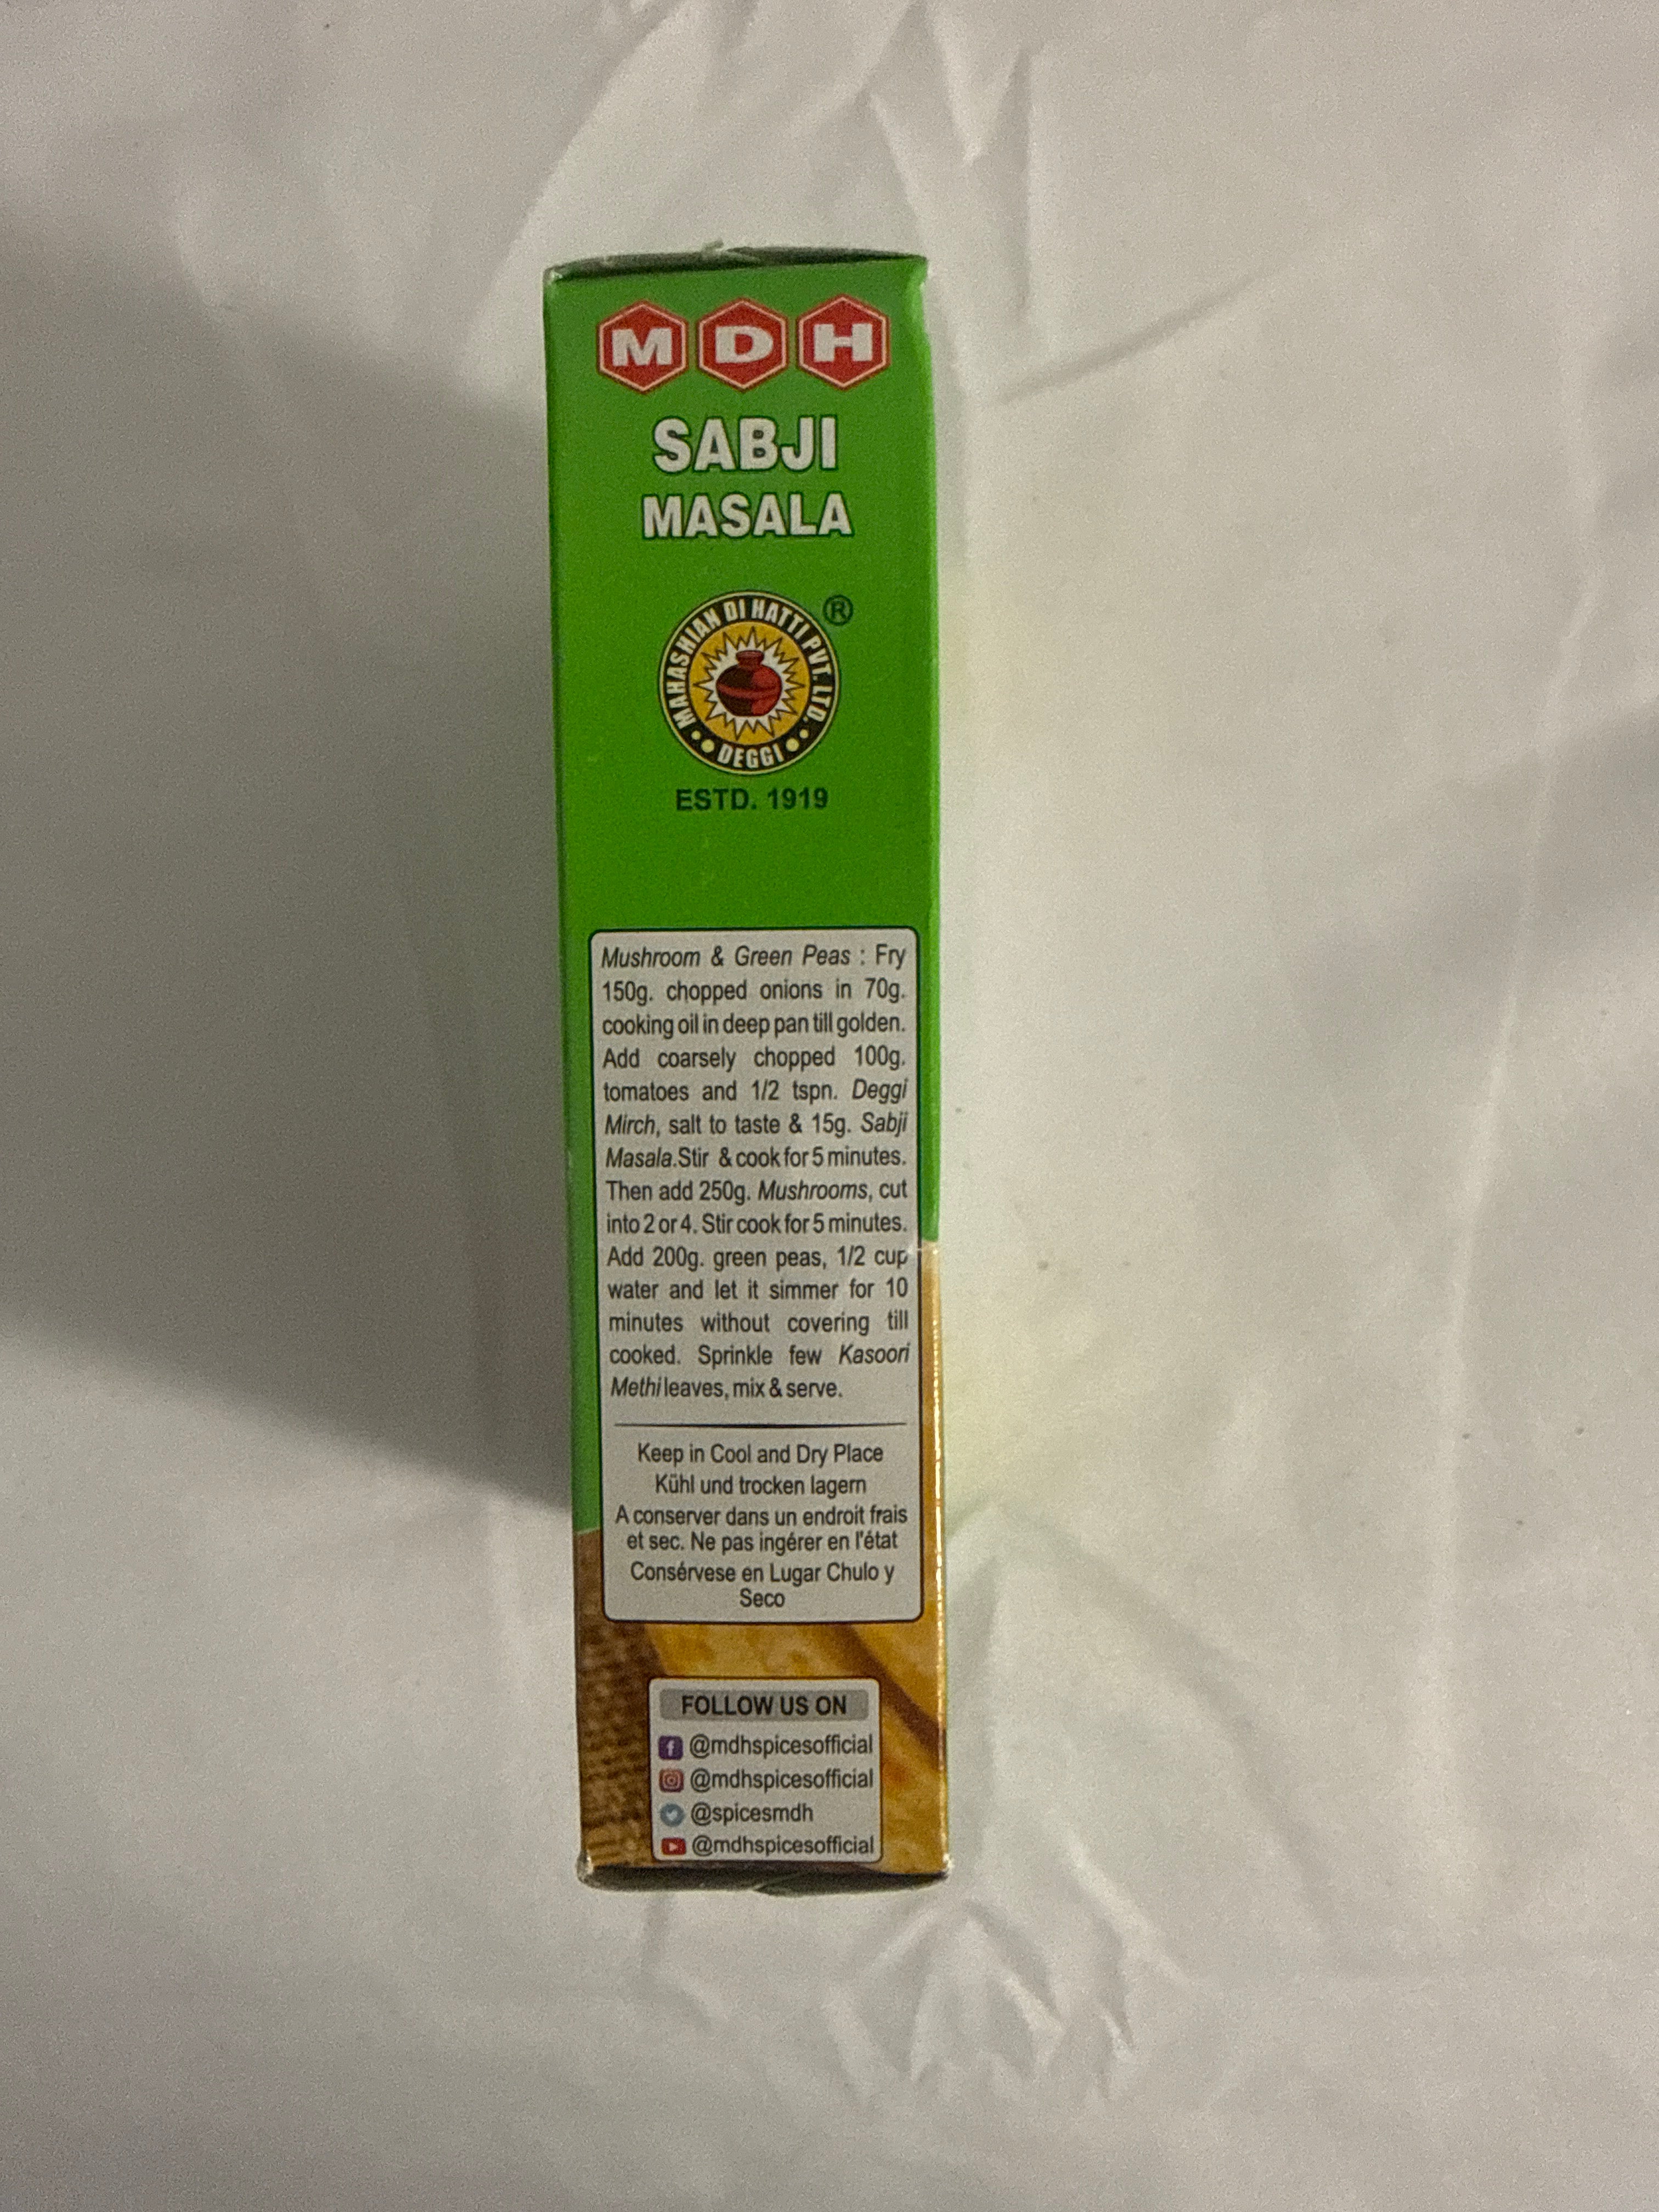 MDH
SABJI
MASALA
MAHASHIAN DI HATTI PVT. LTD.
®
DEGGI
ESTD. 1919
Mushroom & Green Peas : Fry
150g. chopped onions in 70g.
cooking oil in deep pan till golden.
Add coarsely chopped 100g.
tomatoes and 1/2 tspn. Deggi
Mirch, salt to taste & 15g. Sabji
Masala.Stir & cook for 5 minutes.
Then add 250g. Mushrooms, cut
into 2 or 4. Stir cook for 5 minutes.
Add 200g. green peas, 1/2 cup
water and let it simmer for 10
minutes without covering till
cooked. Sprinkle few Kasoori
Methi leaves, mix & serve.
Keep in Cool and Dry Place
Kühl und trocken lagern
A conserver dans un endroit frais
et sec. Ne pas ingérer en l'état
Consérvese en Lugar Chulo y
Seco
FOLLOW US ON
@mdhspicesofficial
@mdhspicesofficial
@spicesmdh
@mdhspicesofficial